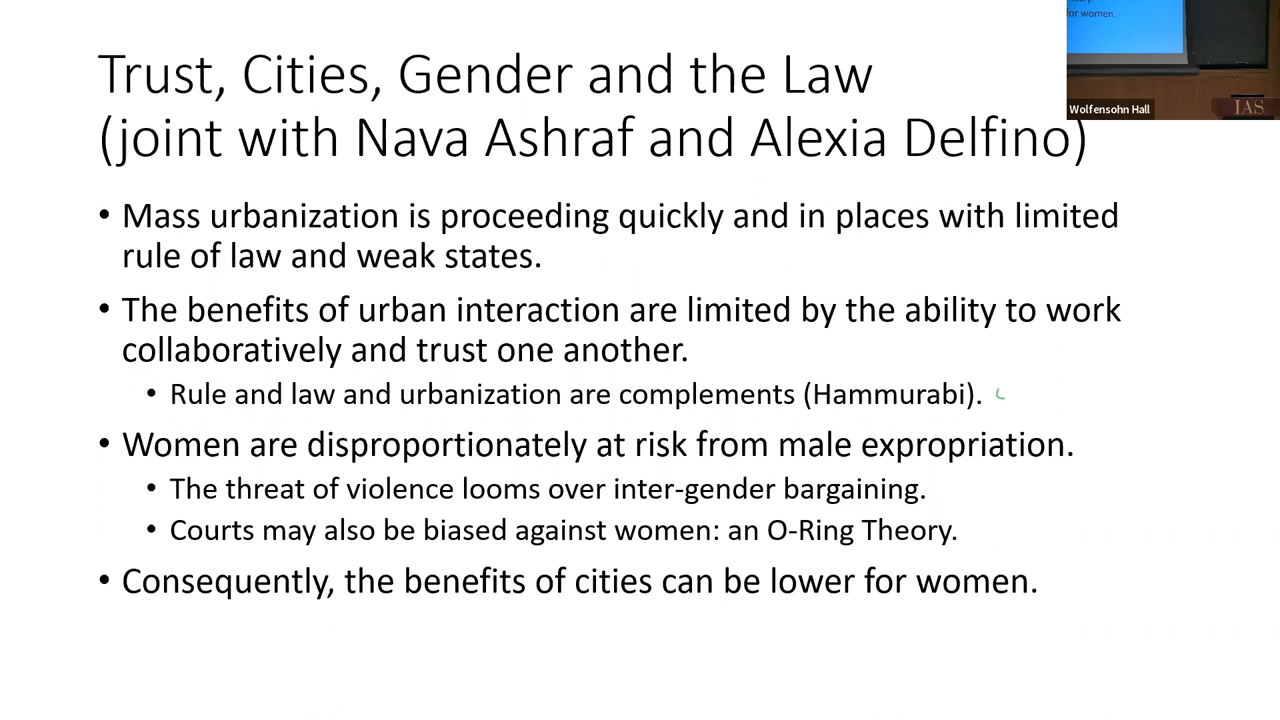 Trust, Cities, Gender and the Law
(joint with Nava Ashraf and Alexia Delfino)
• Mass urbanization is proceeding quickly and in places with limited
rule of law and weak states.
• The benefits of urban interaction are limited by the ability to work
collaboratively and trust one another.
• Rule and law and urbanization are complements (Hammurabi).
• Women are disproportionately at risk from male expropriation.
• The threat of violence looms over inter-gender bargaining.
• Courts may also be biased against women: an O-Ring Theory.
• Consequently, the benefits of cities can be lower for women.
for women.
Wolfensohn Hall
IAS